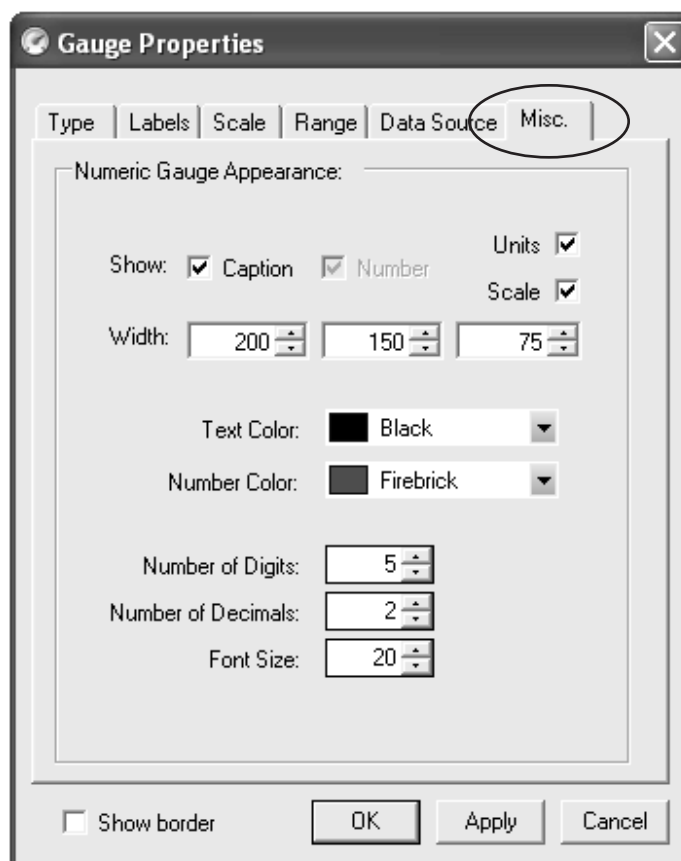 Gauge Properties
Type Labels Scale Range Data Source Misc.
Numeric Gauge Appearance:
Units
Show: Caption Number
Scale
Width: 200 150 75
Text Color: Black
Number Color: Firebrick
Number of Digits: 5
Number of Decimals: 2
Font Size: 20
Show border OK Apply Cancel